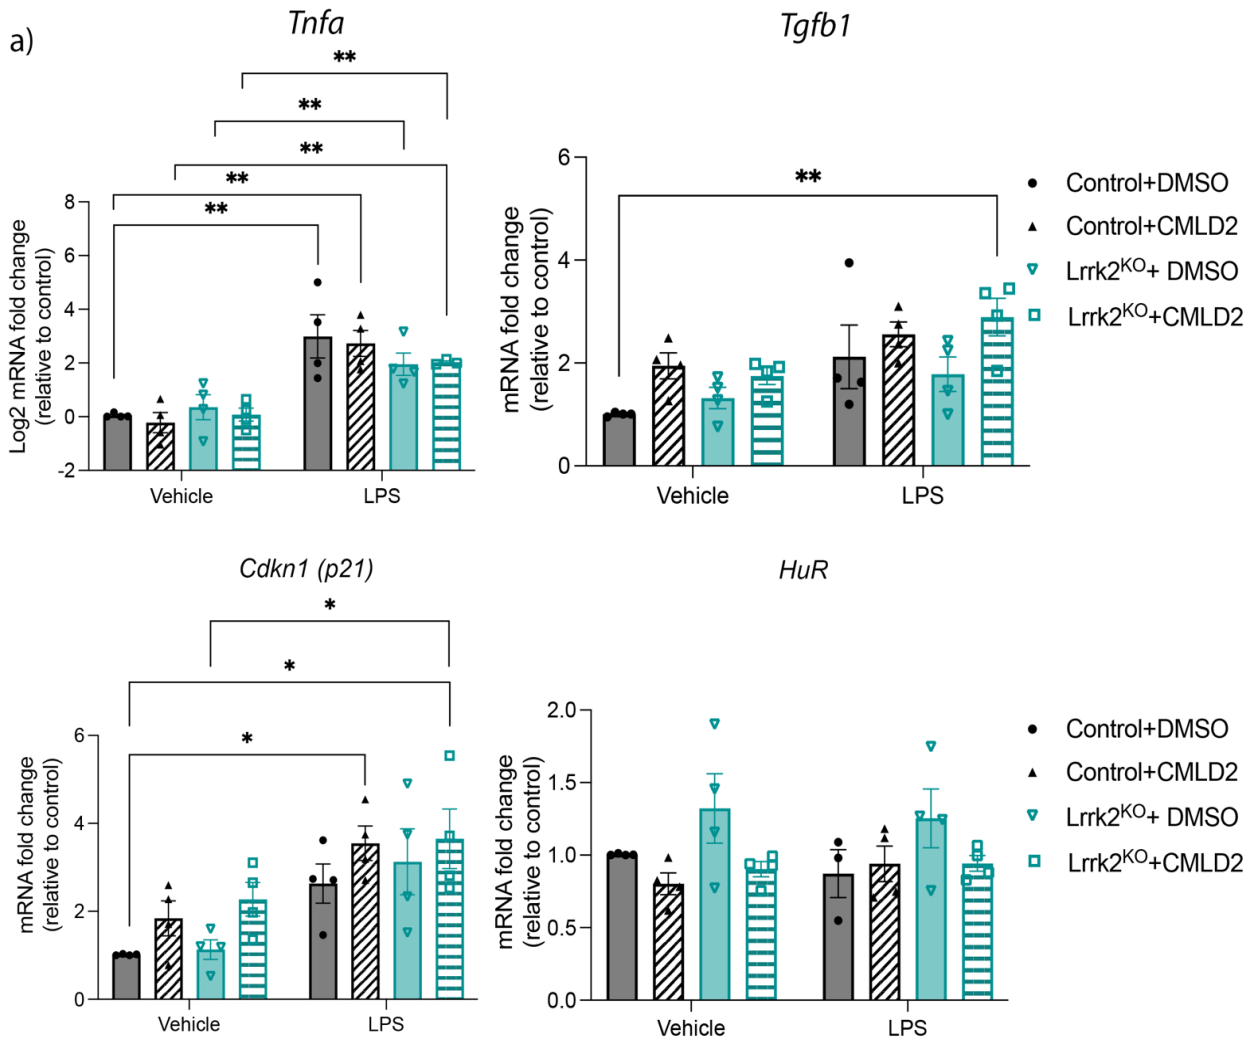 a)
Tnfa
**
**
**
**
**
Log2 mRNA fold change
(relative to control)
8
6
4
2
0
-2
Vehicle
LPS
Tgfb1
**
mRNA fold change
(relative to control)
6
4
2
0
Vehicle
LPS
Control+DMSO
Control+CMLD2
Lrrk2KO+ DMSO
Lrrk2KO+CMLD2
Cdkn1 (p21)
*
*
*
mRNA fold change
(relative to control)
6
4
2
0
Vehicle
LPS
HuR
mRNA fold change
(relative to control)
2.0
1.5
1.0
0.5
0.0
Vehicle
LPS
Control+DMSO
Control+CMLD2
Lrrk2KO+ DMSO
Lrrk2KO+CMLD2